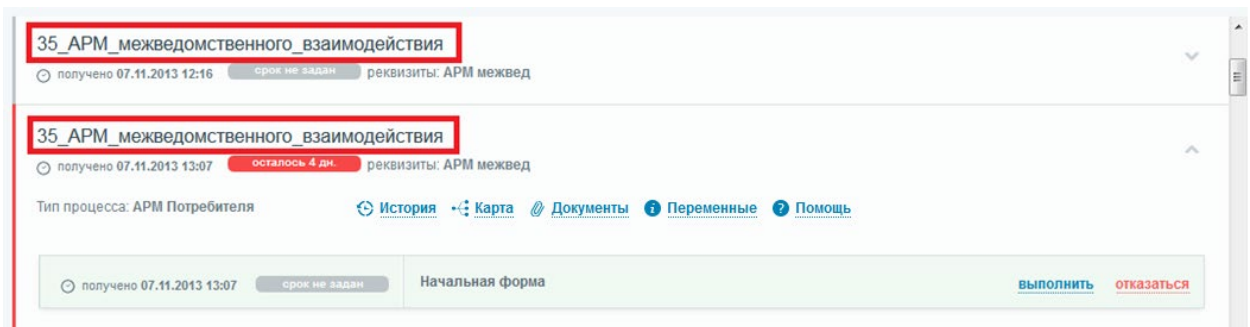 35_АРМ_межведомственного_взаимодействия
получено 07.11.2013 12:16 срок не задан реквизиты: АРМ межвед
35_АРМ_межведомственного_взаимодействия
получено 07.11.2013 13:07 осталось 4 дн. реквизиты: АРМ межвед
Тип процесса: АРМ Потребителя История Карта Документы Переменные Помощь
получено 07.11.2013 13:07 срок не задан Начальная форма выполнить отказаться